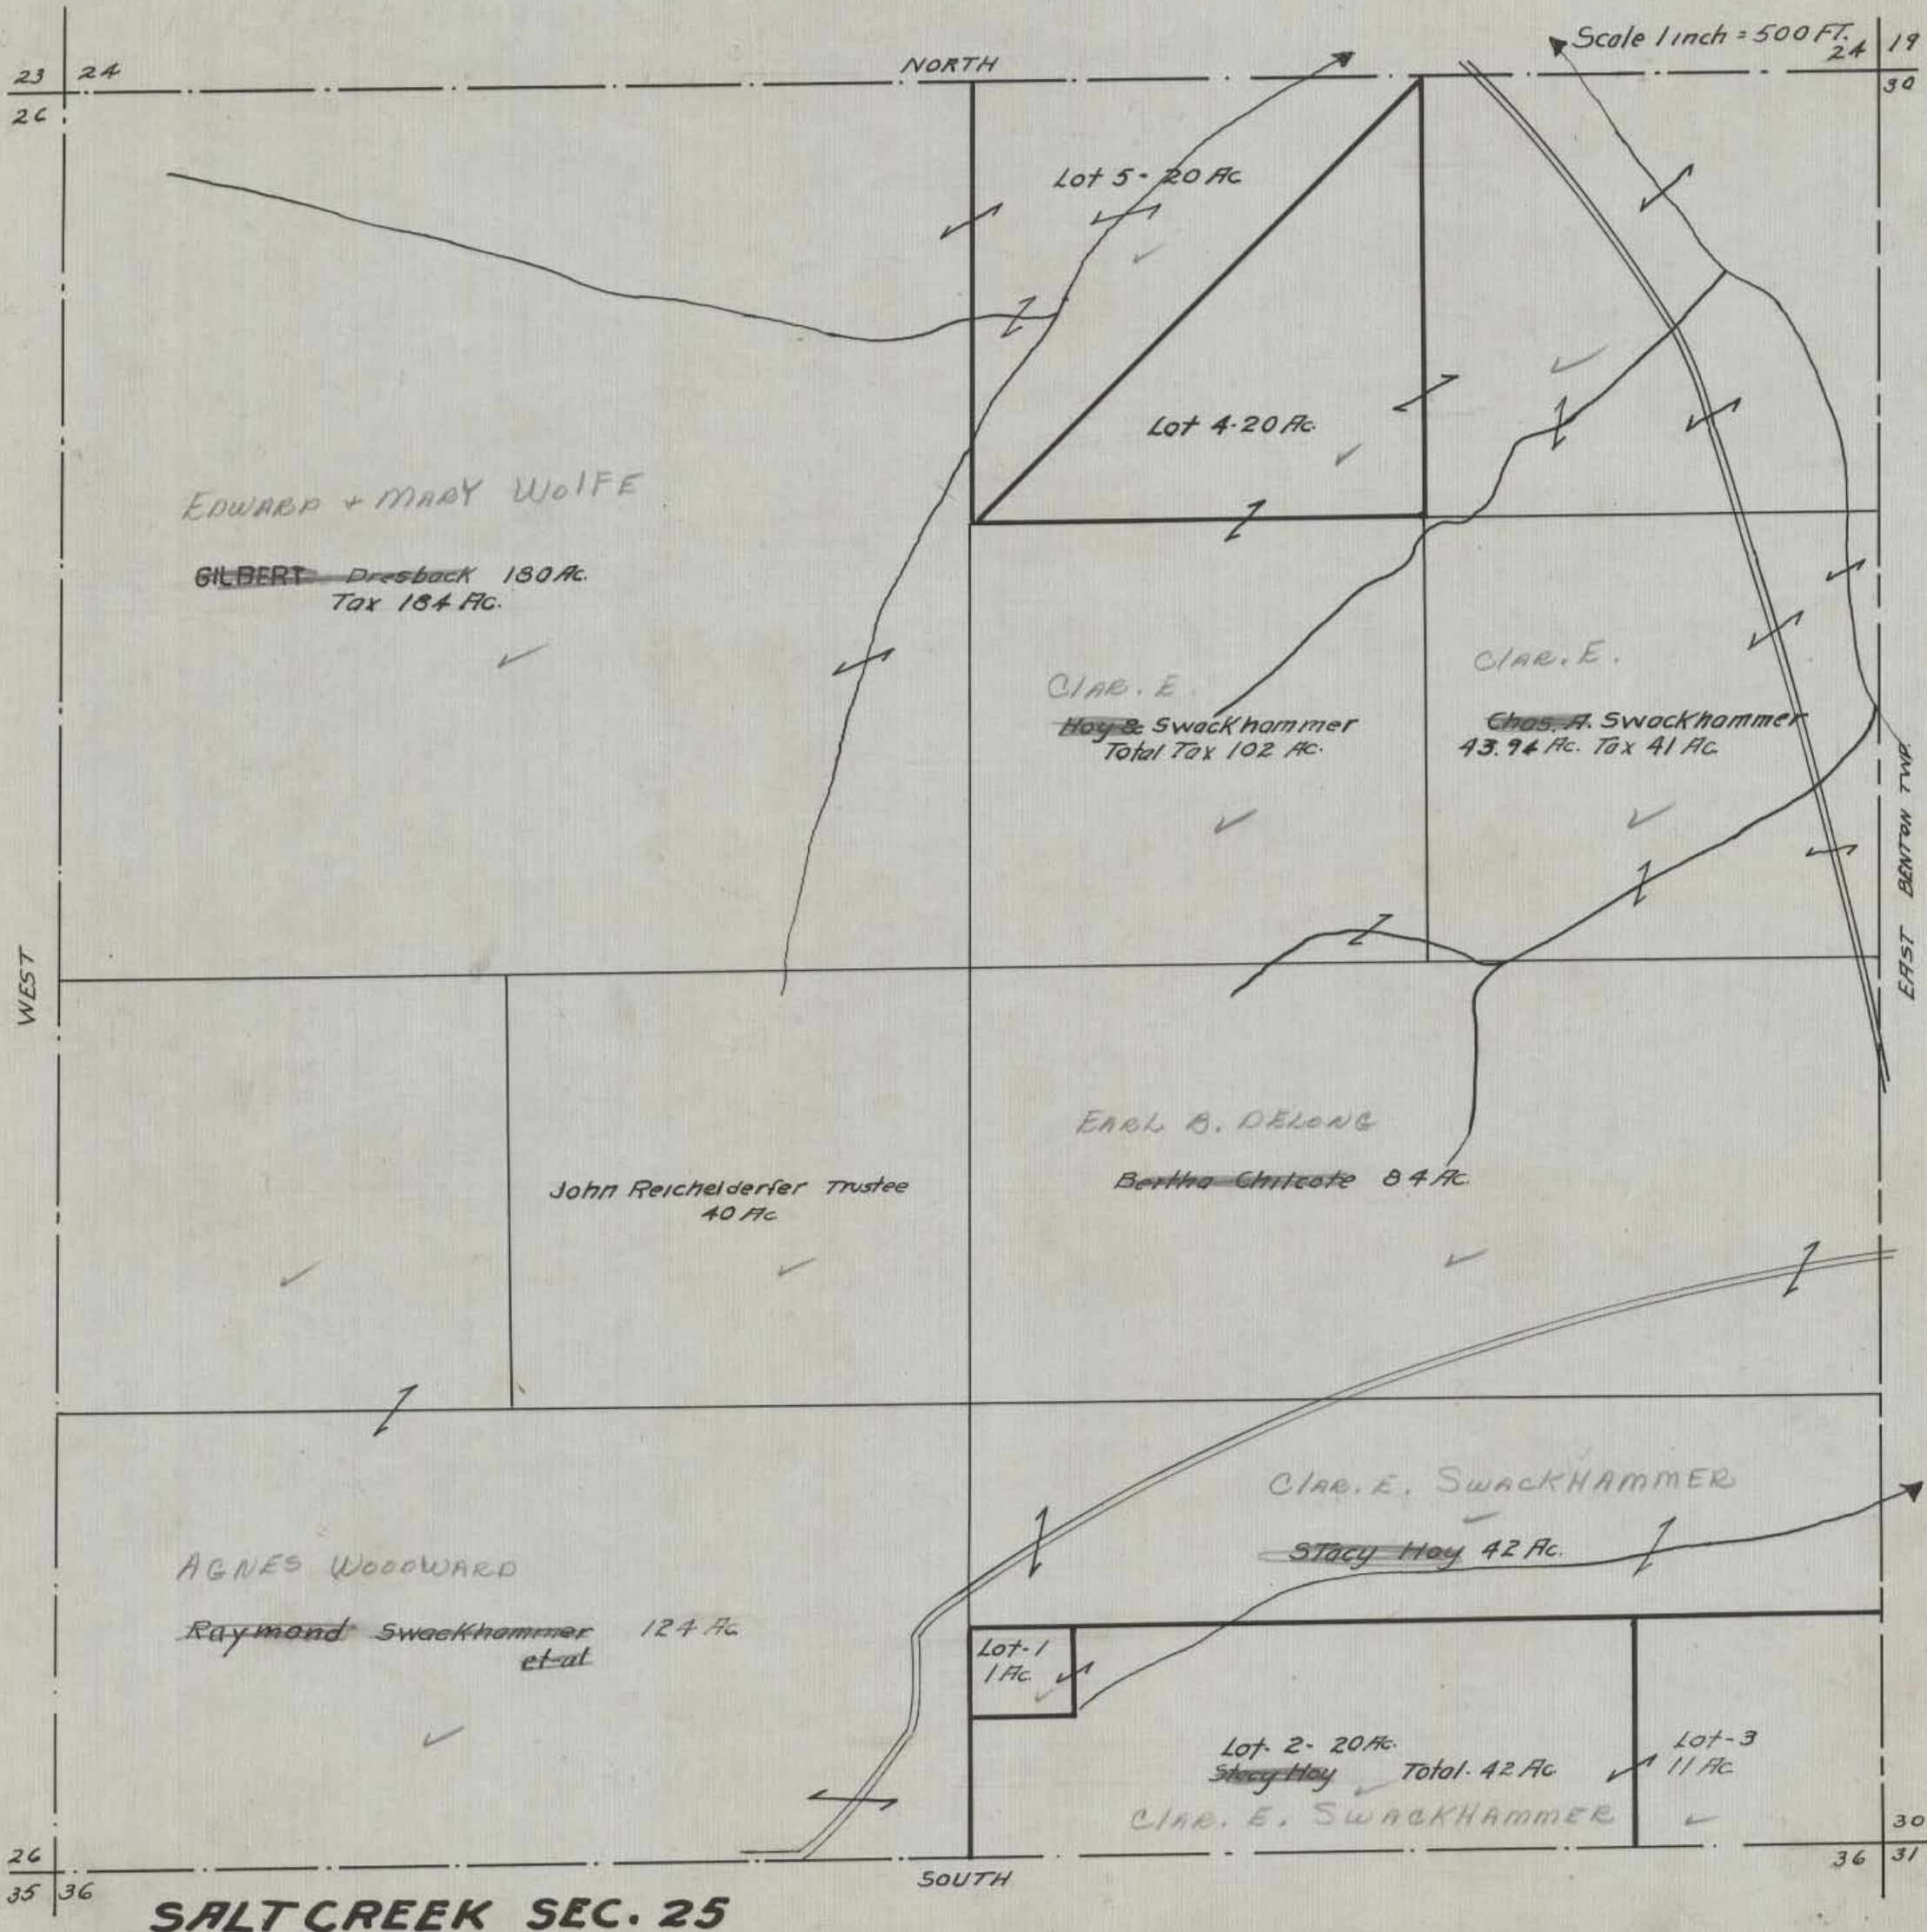 Scale 1 inch = 500 FT.
23 24
26
NORTH
24 19
30
Lot 5 - 20 Ac
Lot 4 - 20 Ac.
EDWARD + MARY WOLFE
GILBERT Dresback 180 Ac.
Tax 184 Ac.
CLAR. E.
Hoy & Swackhammer
Total Tax 102 Ac.
CLAR. E.
Chas. A. Swackhammer
43.94 Ac. Tax 41 Ac.
WEST
EAST BENTON TWP.
John Reichelderfer Trustee
40 Ac
EARL B. DELONG
Bertha Chilcote 84 Ac.
CLAR. E. SWACKHAMMER
Stacy Hoy 42 Ac.
AGNES WOODWARD
Raymond Swackhammer 124 Ac
et-al
Lot-1
1 Ac.
Lot- 2- 20 Ac.
Stacy Hoy Total- 42 Ac
CLAR. E. SWACKHAMMER
Lot-3
11 Ac
26
35 36
SOUTH
30
36 31
SALTCREEK SEC. 25